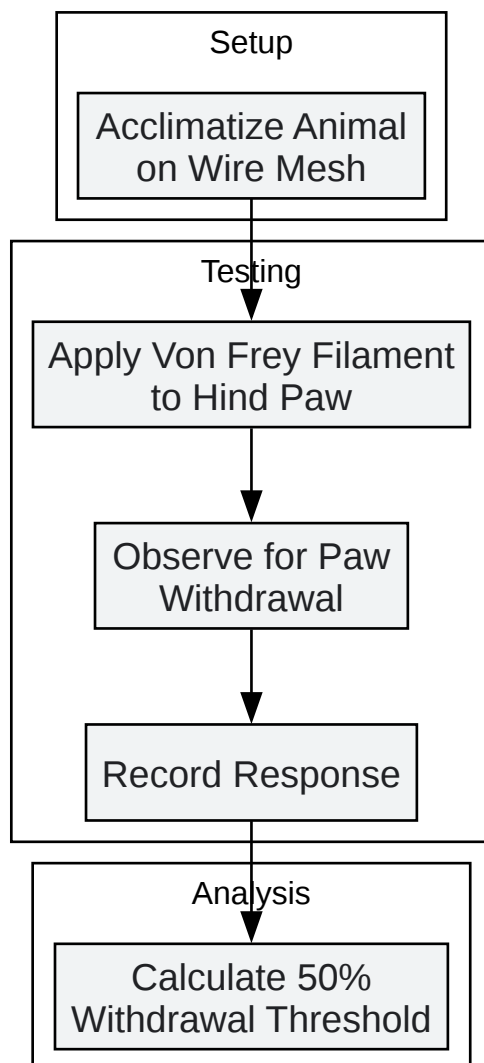 Setup
Acclimatize Animal
on Wire Mesh
Testing
Apply Von Frey Filament
to Hind Paw
Observe for Paw
Withdrawal
Record Response
Analysis
Calculate 50%
Withdrawal Threshold